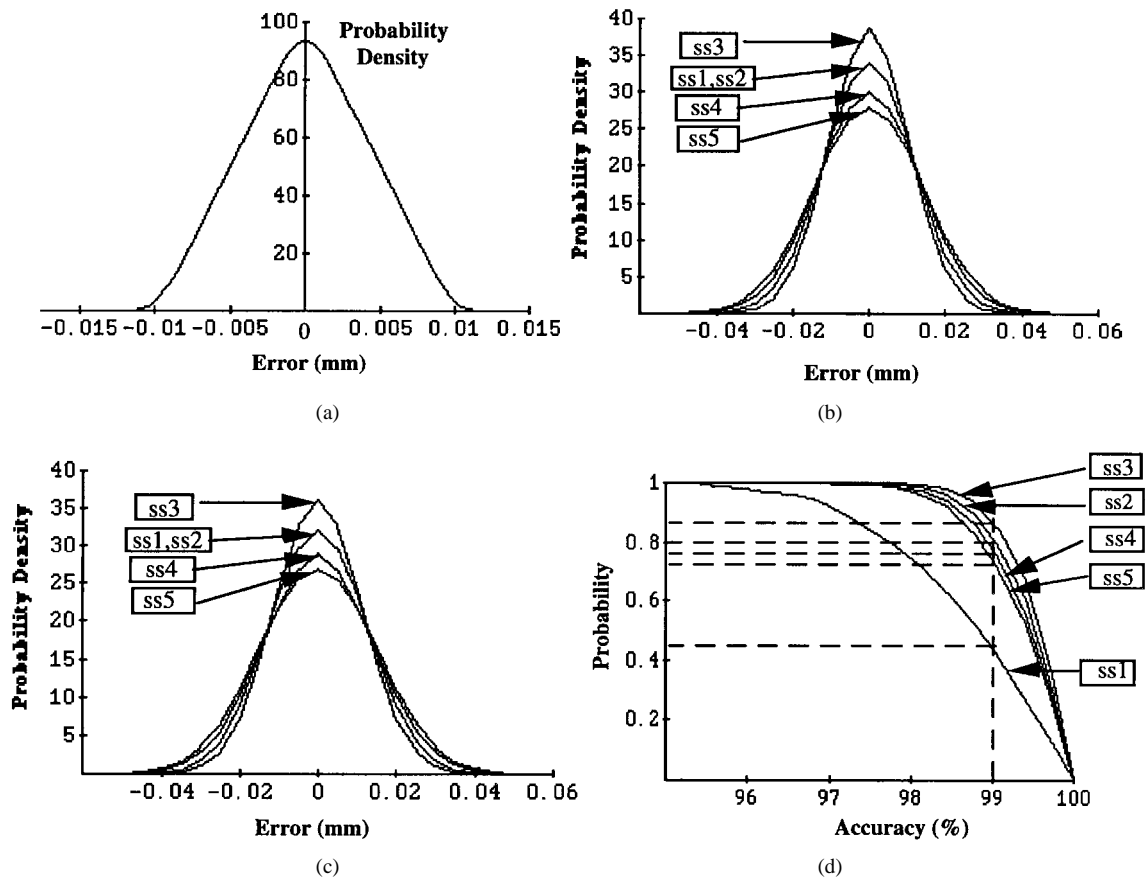 100
Probability
Density
80
60
40
20
-0.015
-0.01
-0.005
0
0.005
0.01
0.015
Error (mm)
(a)
40
35
30
25
20
15
10
5
Probability Density
ss3
ss1,ss2
ss4
ss5
-0.04
-0.02
0
0.02
0.04
0.06
Error (mm)
(b)
40
35
30
25
20
15
10
5
Probability Density
ss3
ss1,ss2
ss4
ss5
-0.04
-0.02
0
0.02
0.04
0.06
Error (mm)
(c)
1
0.8
0.6
0.4
0.2
Probability
ss3
ss2
ss4
ss5
ss1
96
97
98
99
100
Accuracy (%)
(d)